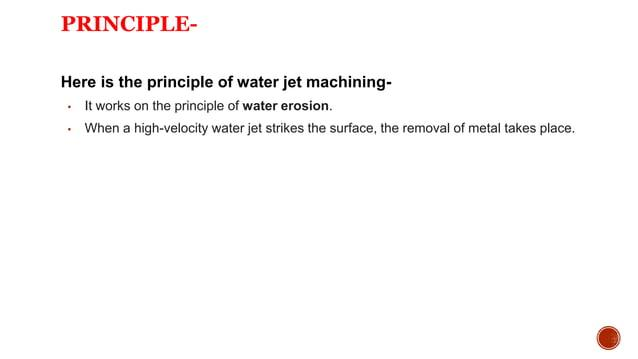 PRINCIPLE-
Here is the principle of water jet machining-
• It works on the principle of water erosion.
• When a high-velocity water jet strikes the surface, the removal of metal takes place.